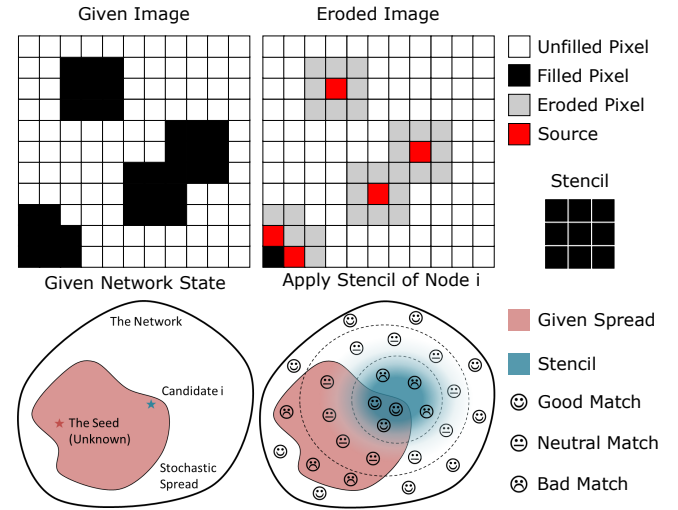 Given Image
Eroded Image
Unfilled Pixel
Filled Pixel
Eroded Pixel
Source
Stencil
Given Network State
Apply Stencil of Node i
The Network
Candidate i
The Seed
(Unknown)
Stochastic
Spread
Given Spread
Stencil
Good Match
Neutral Match
Bad Match